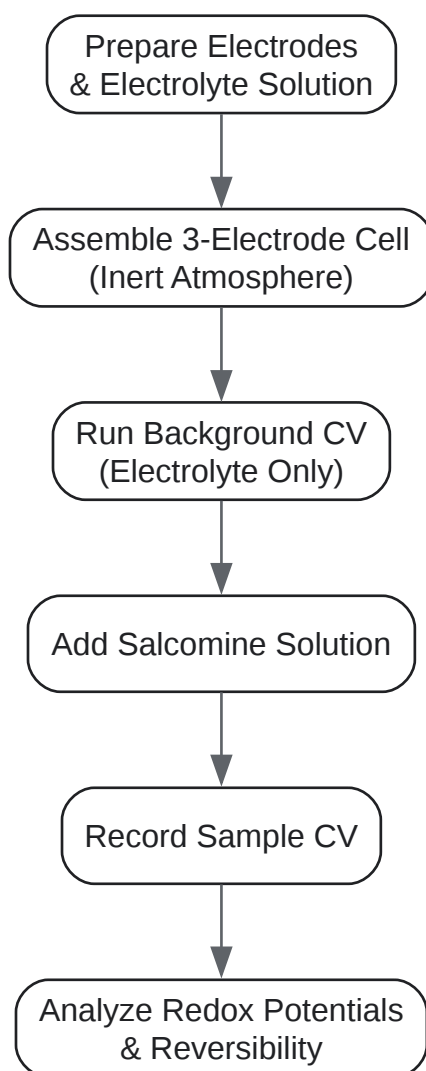 Prepare Electrodes
& Electrolyte Solution
Assemble 3-Electrode Cell
(Inert Atmosphere)
Run Background CV
(Electrolyte Only)
Add Salcomine Solution
Record Sample CV
Analyze Redox Potentials
& Reversibility